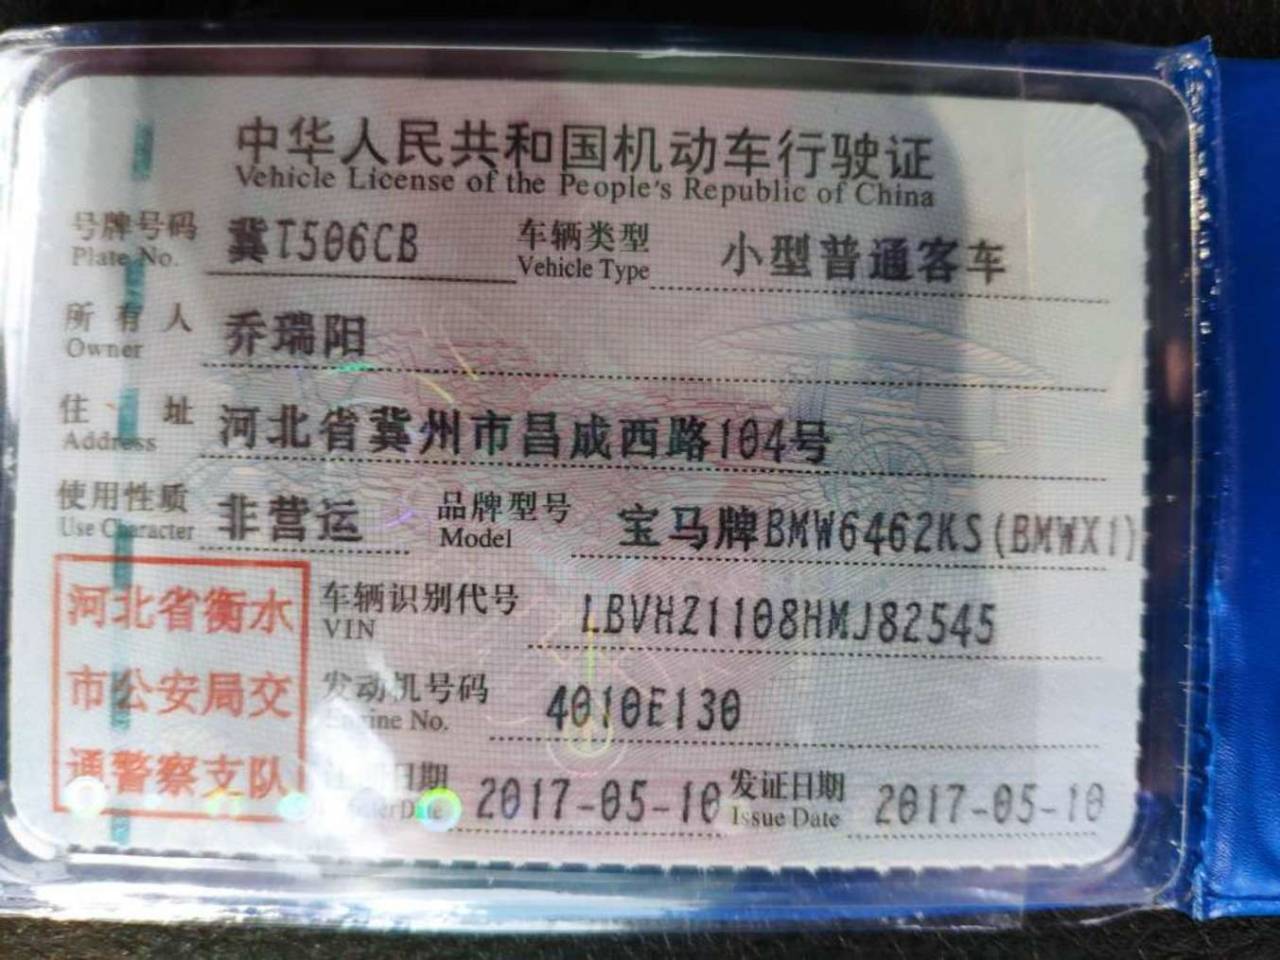 中华人民共和国机动车行驶证
Vehicle License of the People's Republic of China
号牌号码 冀T506CB 车辆类型 小型普通客车
Plate No. Vehicle Type
所有人 乔瑞阳
Owner
住址 河北省冀州市昌成西路104号
Address
使用性质 非营运 品牌型号 宝马牌BMW6462KS(BMWX1)
Use Character Model
河北省衡水
市公安局交
通警察支队
车辆识别代号 LBVHZ1108HMJ82545
VIN
发动机号码 4010E130
Engine No.
日期 2017-05-10 发证日期 2017-05-10
Date Issue Date